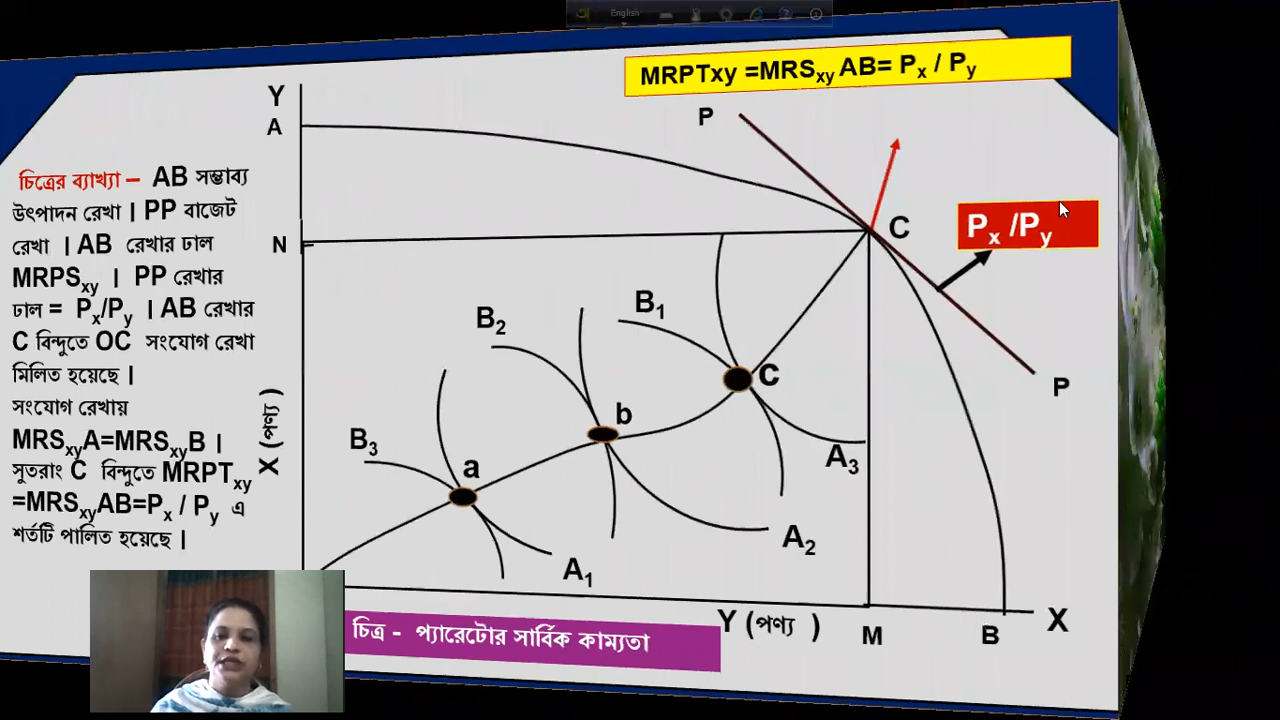 English
MRPTxy =MRSxy AB= Px / Py
Y
A
P
চিত্রের ব্যাখ্যা – AB সম্ভাব্য
উৎপাদন রেখা | PP বাজেট
রেখা | AB রেখার ঢাল
MRPSxy | PP রেখার
ঢাল = Px/Py | AB রেখার
C বিন্দুতে OC সংযোগ রেখা
মিলিত হয়েছে |
সংযোগ রেখায়
MRSxyA=MRSxyB |
সুতরাং C বিন্দুতে MRPTxy
=MRSxyAB=Px / Py এ
শর্তটি পালিত হয়েছে |
N
C
Px /Py
B1
B2
c
P
b
B3
a
A3
X (পণ্য )
A2
A1
Y (পণ্য )
M
B
X
চিত্র - প্যারেটোর সার্বিক কাম্যতা